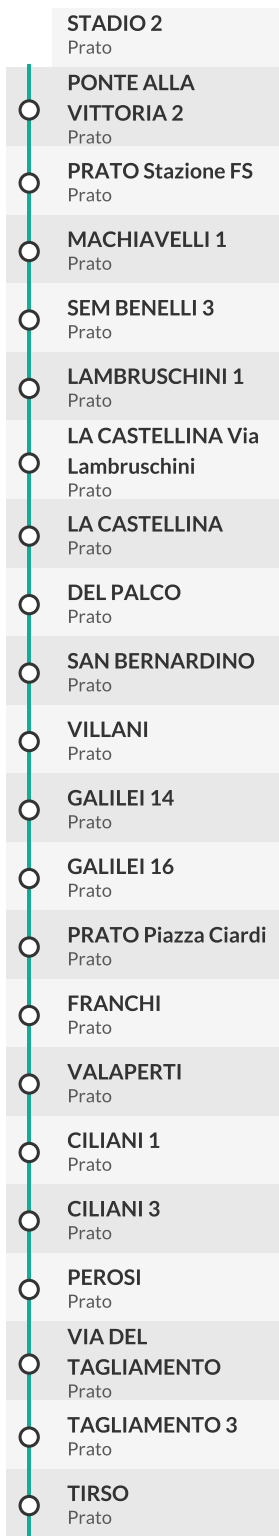 STADIO 2
Prato
PONTE ALLA
VITTORIA 2
Prato
PRATO Stazione FS
Prato
MACHIAVELLI 1
Prato
SEM BENELLI 3
Prato
LAMBRUSCHINI 1
Prato
LA CASTELLINA Via
Lambruschini
Prato
LA CASTELLINA
Prato
DEL PALCO
Prato
SAN BERNARDINO
Prato
VILLANI
Prato
GALILEI 14
Prato
GALILEI 16
Prato
PRATO Piazza Ciardi
Prato
FRANCHI
Prato
VALAPERTI
Prato
CILIANI 1
Prato
CILIANI 3
Prato
PEROSI
Prato
VIA DEL
TAGLIAMENTO
Prato
TAGLIAMENTO 3
Prato
TIRSO
Prato